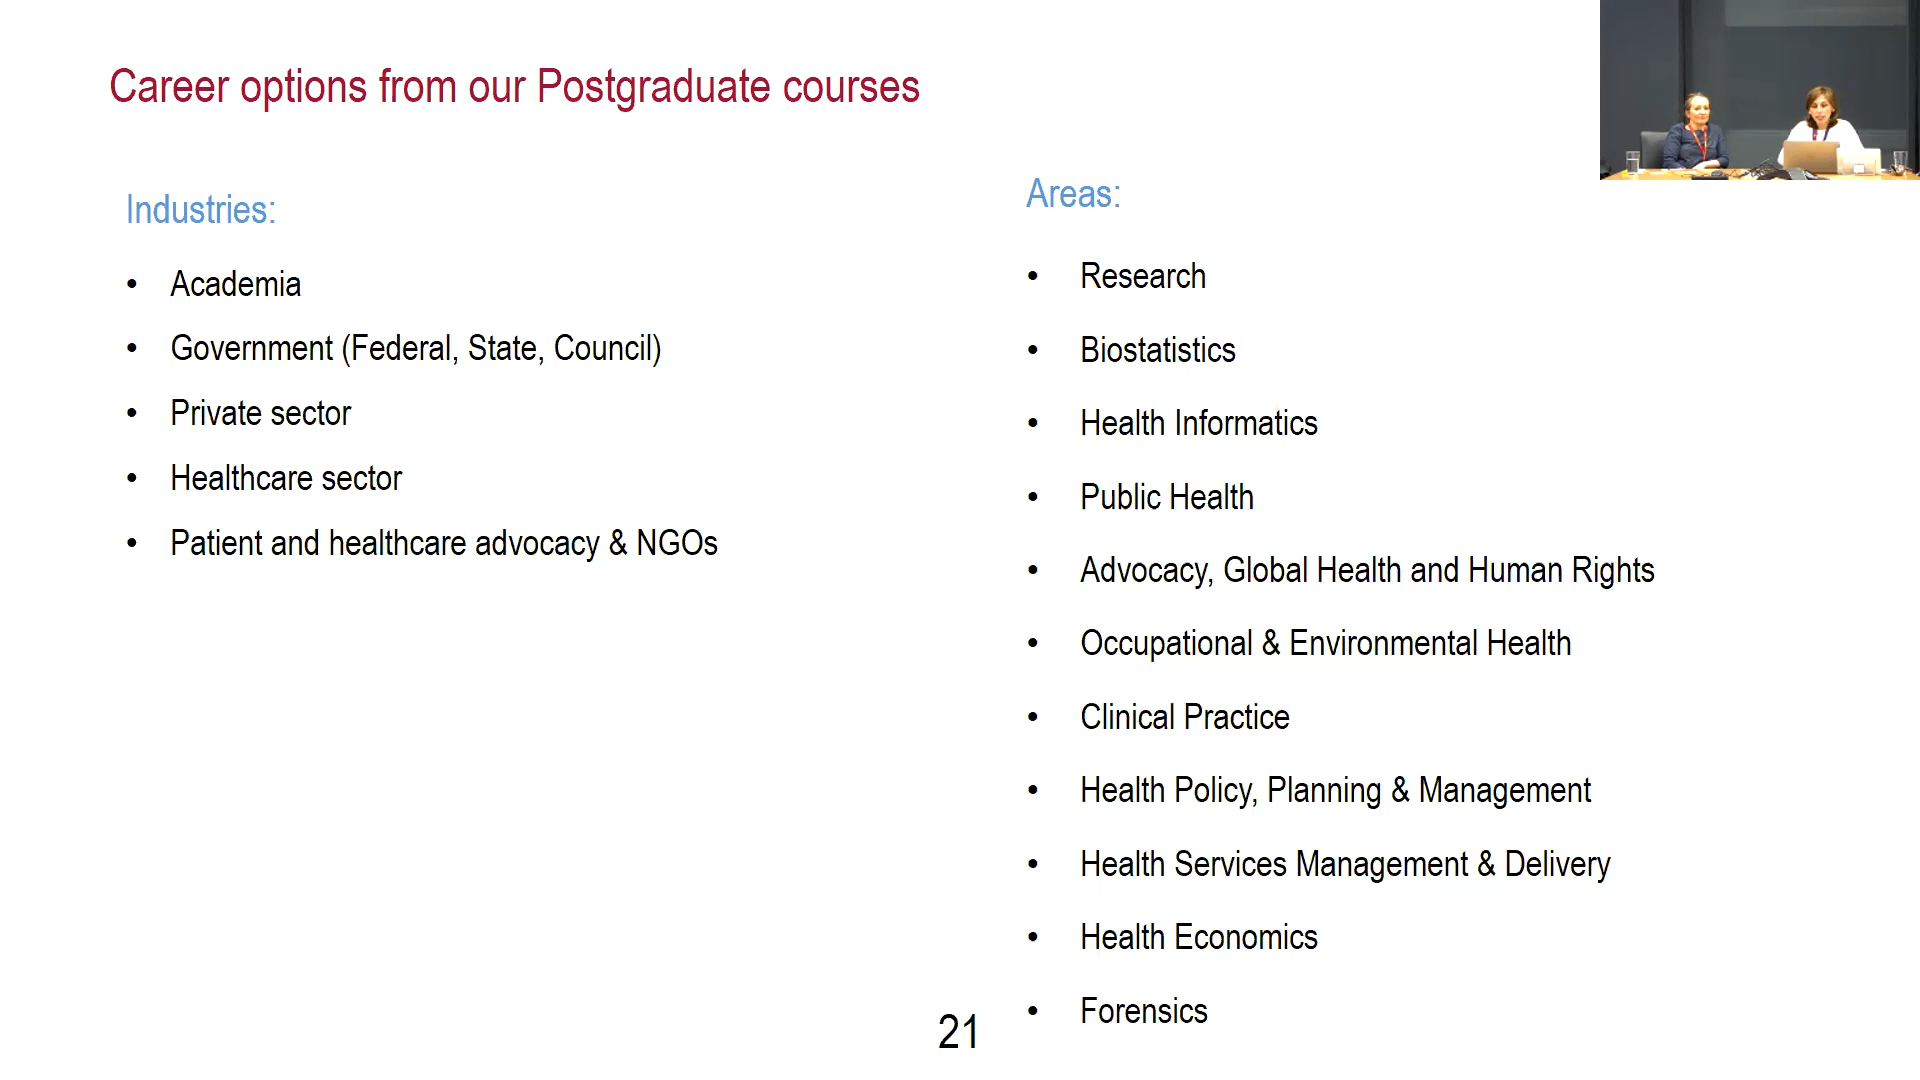 Career options from our Postgraduate courses
Industries:
• Academia
• Government (Federal, State, Council)
• Private sector
• Healthcare sector
• Patient and healthcare advocacy & NGOs
Areas:
• Research
• Biostatistics
• Health Informatics
• Public Health
• Advocacy, Global Health and Human Rights
• Occupational & Environmental Health
• Clinical Practice
• Health Policy, Planning & Management
• Health Services Management & Delivery
• Health Economics
• Forensics
21